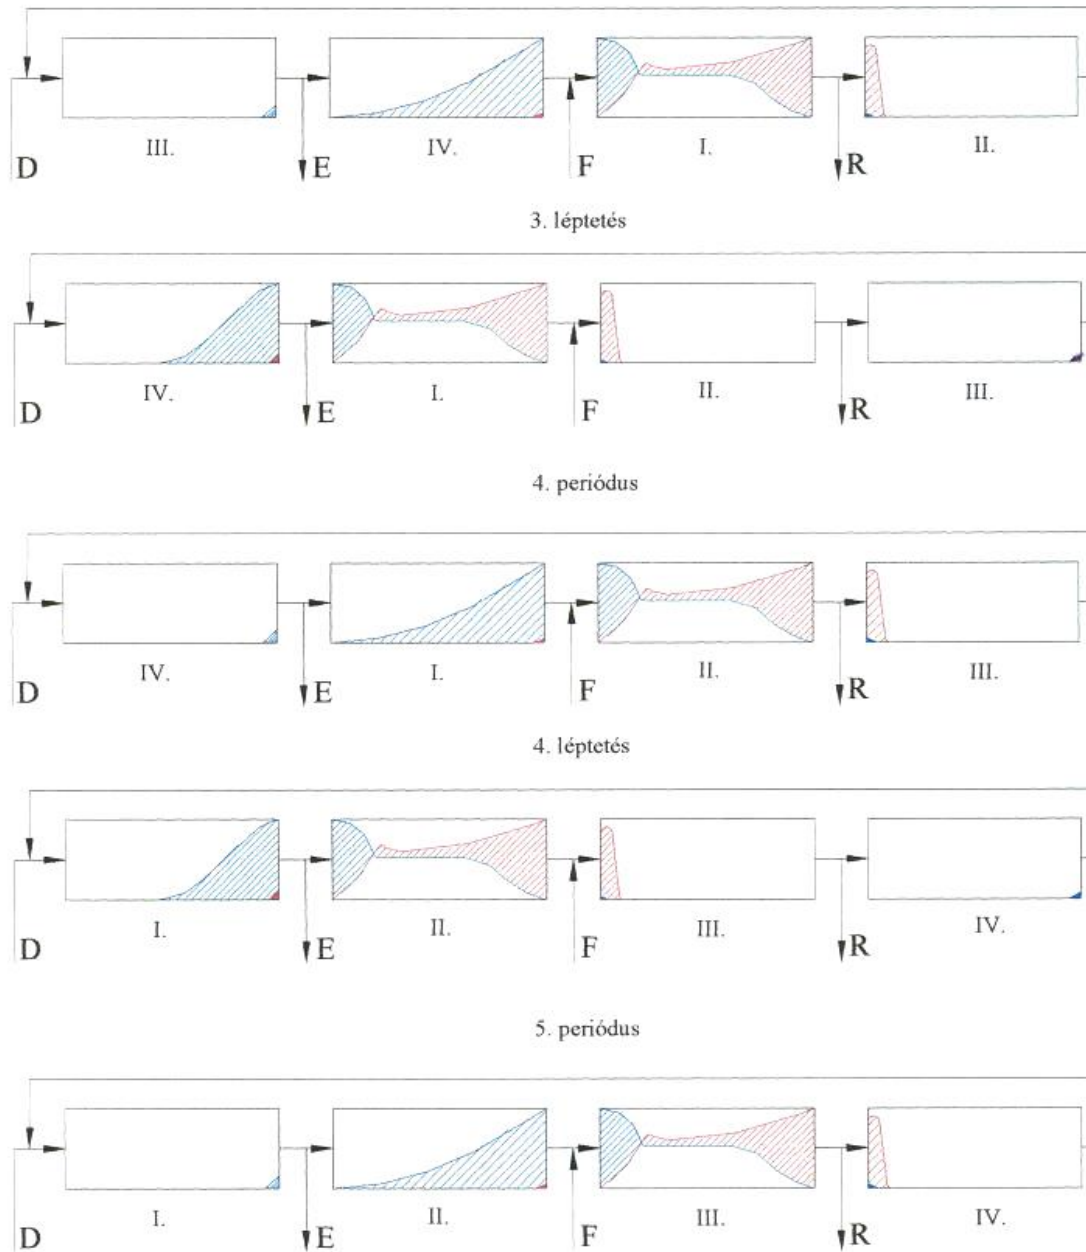 III. IV. I. II.
D E F R
3. léptetés
IV. I. II. III.
D E F R
4. periódus
IV. I. II. III.
D E F R
4. léptetés
I. II. III. IV.
D E F R
5. periódus
I. II. III. IV.
D E F R